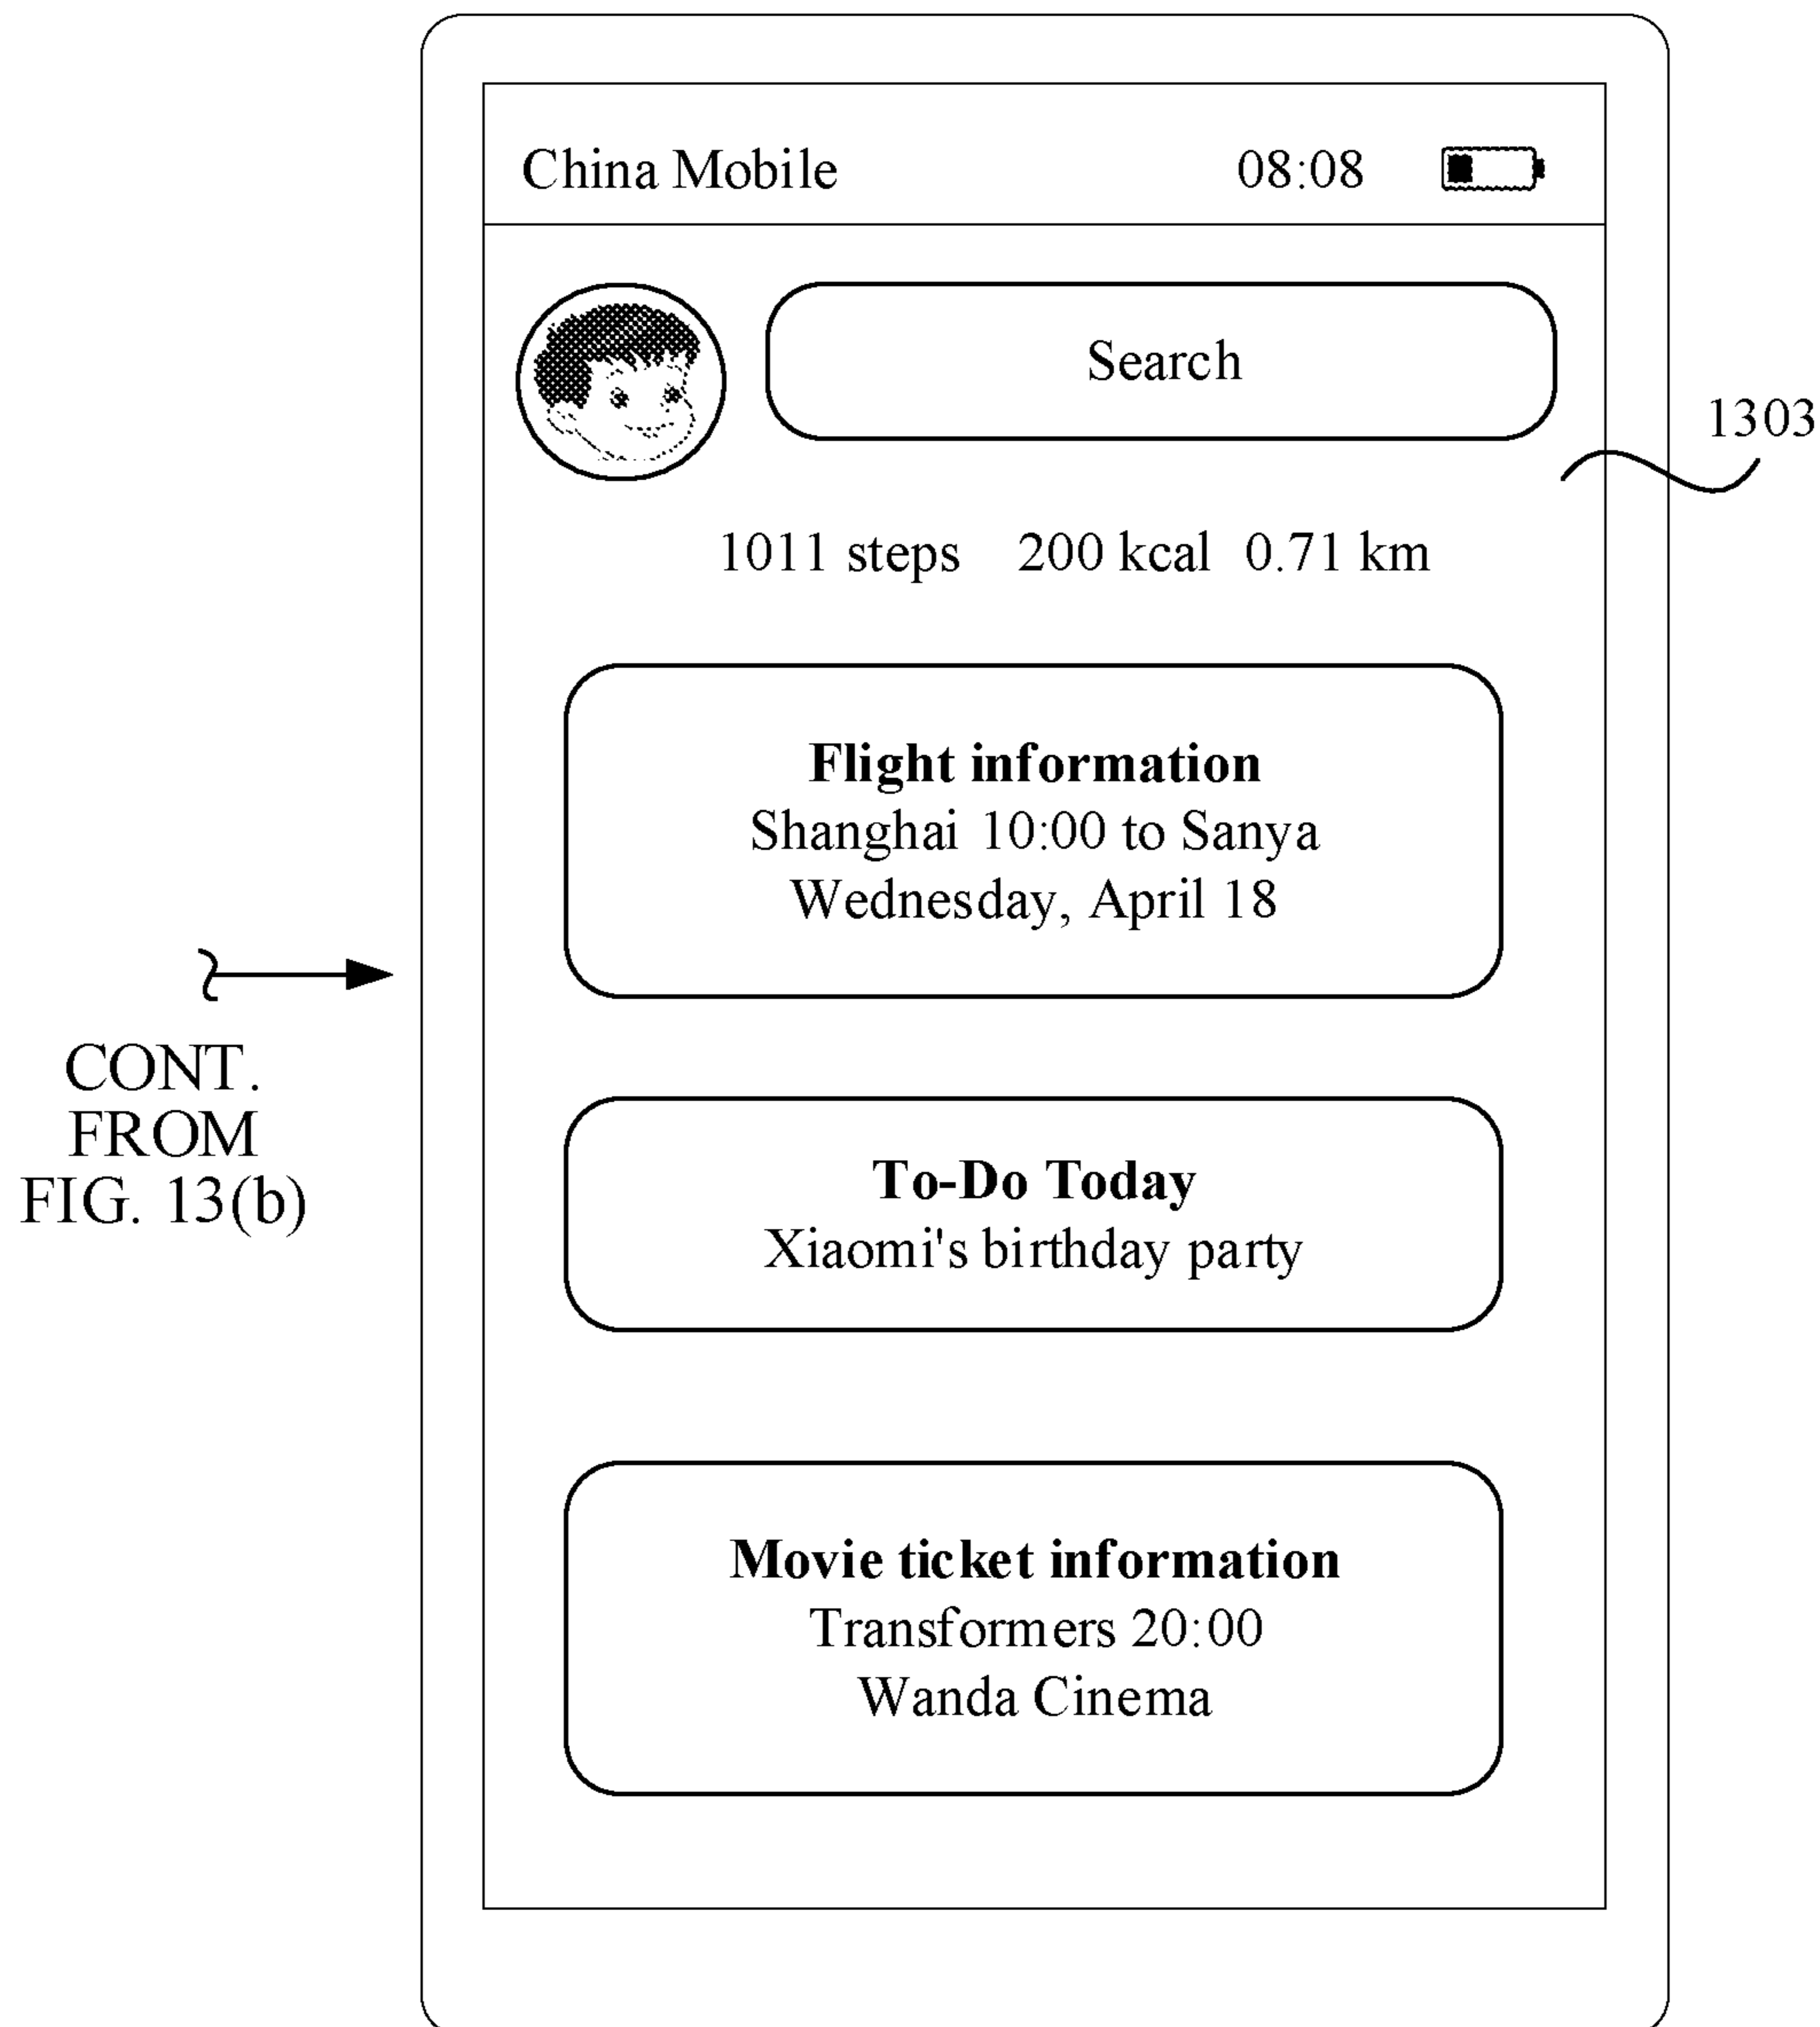 China Mobile 08:08
Search
1303
1011 steps 200 kcal 0.71 km
Flight information
Shanghai 10:00 to Sanya
Wednesday, April 18
CONT.
FROM
FIG. 13(b)
To-Do Today
Xiaomi's birthday party
Movie ticket information
Transformers 20:00
Wanda Cinema